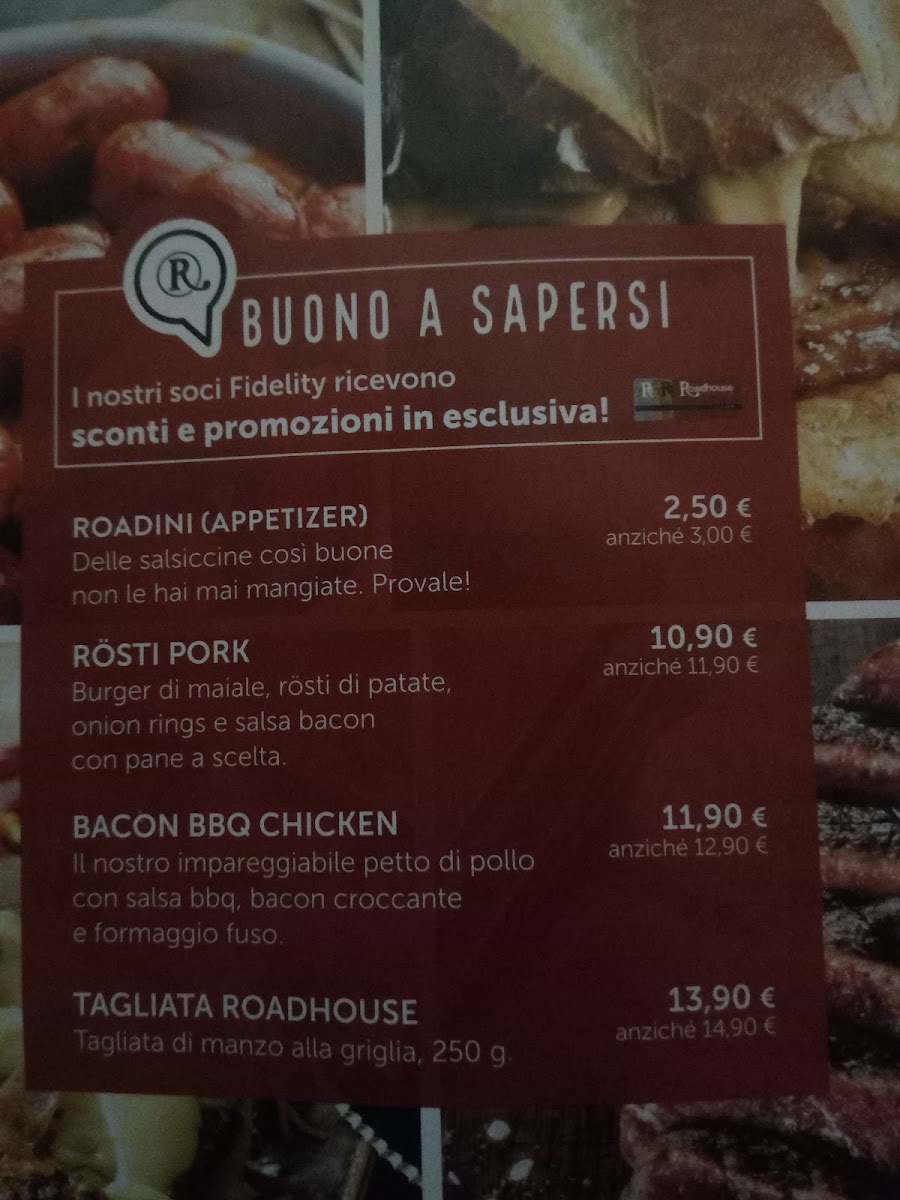 R
BUONO A SAPERSI
I nostri soci Fidelity ricevono
sconti e promozioni in esclusiva!
R R Roadhouse
ROADINI (APPETIZER)
2,50 €
Delle salsiccine così buone
anziché 3,00 €
non le hai mai mangiate. Provale!
RÖSTI PORK
10,90 €
Burger di maiale, rösti di patate,
anziché 11,90 €
onion rings e salsa bacon
con pane a scelta.
BACON BBQ CHICKEN
11,90 €
Il nostro impareggiabile petto di pollo
anziché 12,90 €
con salsa bbq, bacon croccante
e formaggio fuso.
TAGLIATA ROADHOUSE
13,90 €
Tagliata di manzo alla griglia, 250 g.
anziché 14,90 €